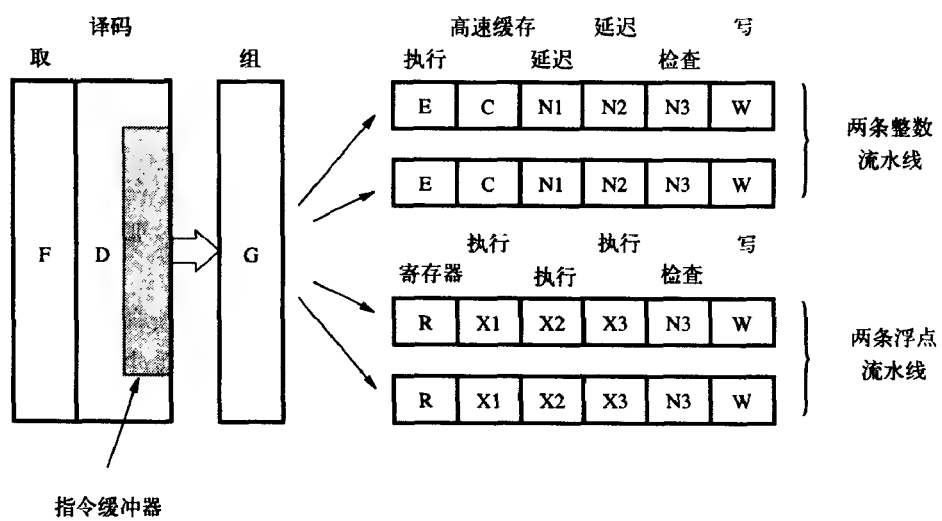 译码
高速缓存
延迟
写
取
组
执行
延迟
检查
E C N1 N2 N3 W
两条整数
流水线
E C N1 N2 N3 W
F
D
G
执行
执行
写
寄存器
执行
检查
R X1 X2 X3 N3 W
两条浮点
流水线
R X1 X2 X3 N3 W
指令缓冲器